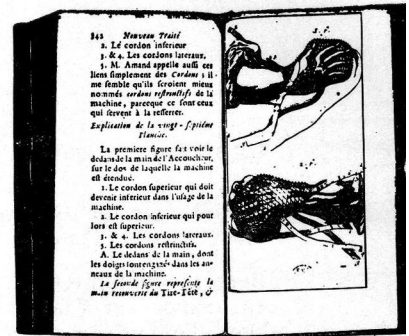 342 Nouveau Traité
2. Le cordon inferieur
3. & 4. Les cordons lateraux.
5. M. Amand appelle aussi ces
liens simplement des Cordons ; il
me semble qu'ils seroient mieux
nommés cordons restrinctifs de la
machine, parceque ce sont ceux
qui servent à la resserrer.
Explication de la vingt-septiéme
Planche.
La premiere figure fait voir le
dedans de la main de l'Accoucheur,
sur le dos de laquelle la machine
est étenduë.
1. Le cordon superieur qui doit
devenir inferieur dans l'usage de la
machine.
2. Le cordon inferieur qui pour
lors est superieur.
3. & 4. Les cordons lateraux.
5. Les cordons restrinctifs.
A. Le dedans de la main, dont
les doigts sont engagés dans les an-
neaux de la machine.
La seconde figure represente la
main recouverte du Tire-Tête, &